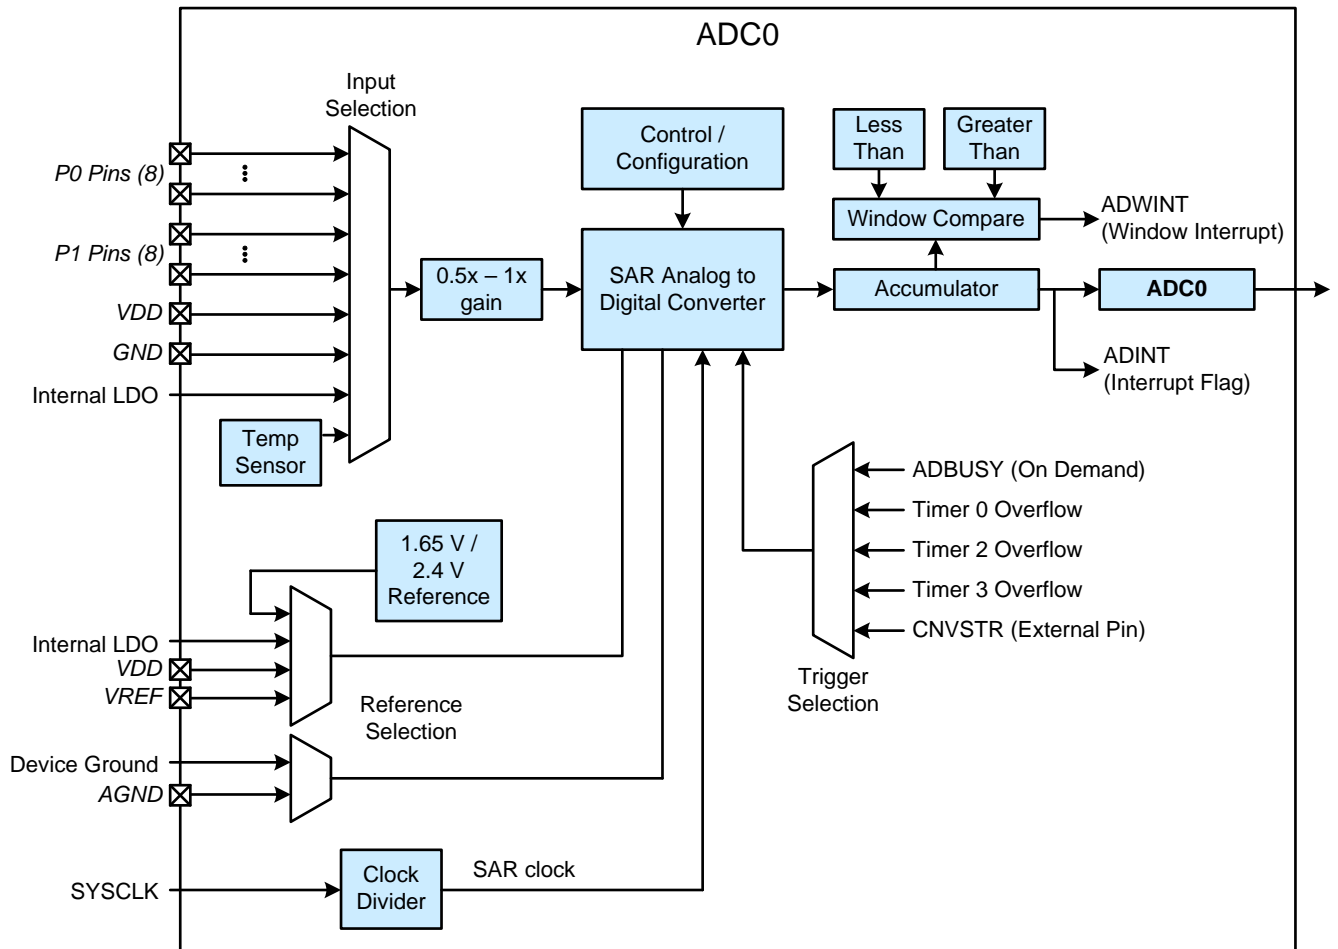 ADC0
Input
Selection
P0 Pins (8)
P1 Pins (8)
VDD
GND
Internal LDO
Temp
Sensor
0.5x – 1x
gain
Control /
Configuration
SAR Analog to
Digital Converter
Less
Than
Greater
Than
Window Compare
ADWINT
(Window Interrupt)
Accumulator
ADC0
ADINT
(Interrupt Flag)
ADBUSY (On Demand)
Timer 0 Overflow
Timer 2 Overflow
Timer 3 Overflow
CNVSTR (External Pin)
Trigger
Selection
1.65 V /
2.4 V
Reference
Internal LDO
VDD
VREF
Reference
Selection
Device Ground
AGND
SYSCLK
Clock
Divider
SAR clock